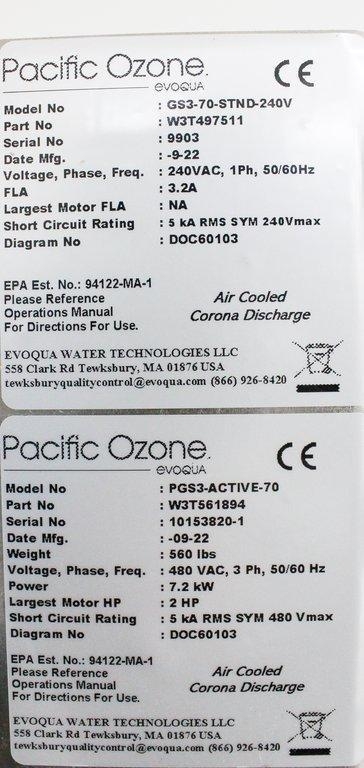 Pacific Ozone.
EVOQUA
CE
Model No : GS3-70-STND-240V
Part No : W3T497511
Serial No : 9903
Date Mfg. : -9-22
Voltage, Phase, Freq. : 240VAC, 1Ph, 50/60Hz
FLA : 3.2A
Largest Motor FLA : NA
Short Circuit Rating : 5 kA RMS SYM 240Vmax
Diagram No : DOC60103
EPA Est. No.: 94122-MA-1
Please Reference
Operations Manual
For Directions For Use.
Air Cooled
Corona Discharge
EVOQUA WATER TECHNOLOGIES LLC
558 Clark Rd Tewksbury, MA 01876 USA
tewksburyqualitycontrol@evoqua.com (866) 926-8420
Pacific Ozone.
EVOQUA
CE
Model No : PGS3-ACTIVE-70
Part No : W3T561894
Serial No : 10153820-1
Date Mfg. : -09-22
Weight : 560 lbs
Voltage, Phase, Freq. : 480 VAC, 3 Ph, 50/60 Hz
Power : 7.2 kW
Largest Motor HP : 2 HP
Short Circuit Rating : 5 kA RMS SYM 480 Vmax
Diagram No : DOC60103
EPA Est. No.: 94122-MA-1
Please Reference
Operations Manual
For Directions For Use.
Air Cooled
Corona Discharge
EVOQUA WATER TECHNOLOGIES LLC
558 Clark Rd Tewksbury, MA 01876 USA
tewksburyqualitycontrol@evoqua.com (866) 926-8420